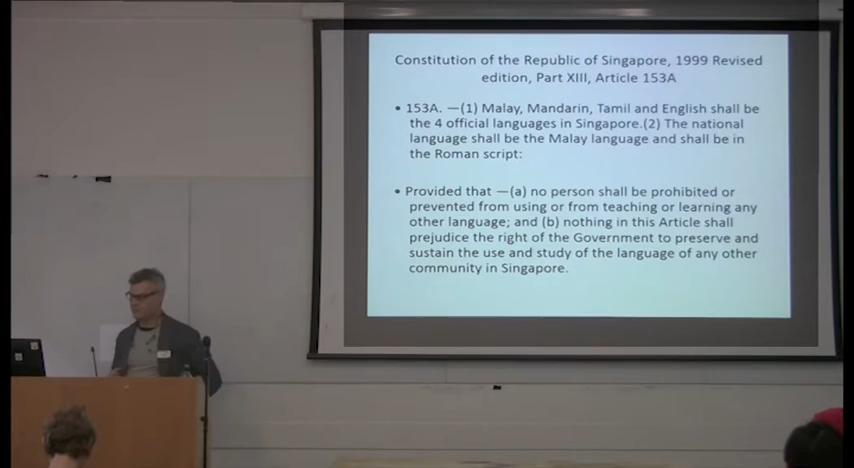 Constitution of the Republic of Singapore, 1999 Revised
edition, Part XIII, Article 153A
• 153A. —(1) Malay, Mandarin, Tamil and English shall be
the 4 official languages in Singapore.(2) The national
language shall be the Malay language and shall be in
the Roman script:
• Provided that —(a) no person shall be prohibited or
prevented from using or from teaching or learning any
other language; and (b) nothing in this Article shall
prejudice the right of the Government to preserve and
sustain the use and study of the language of any other
community in Singapore.